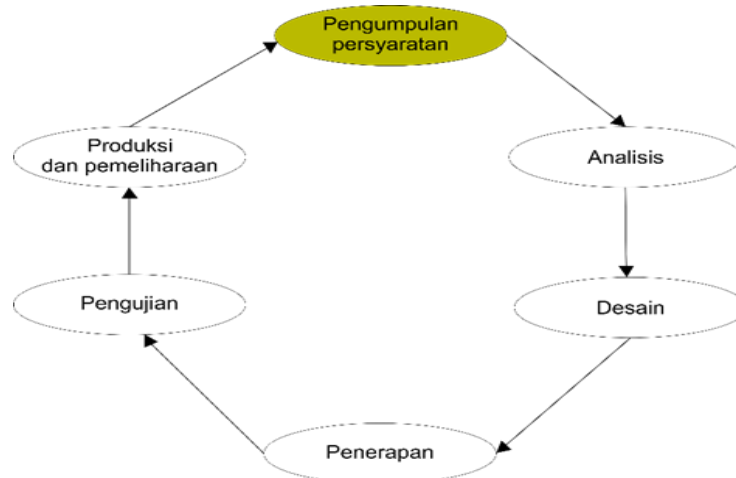 Pengumpulan
persyaratan
Analisis
Desain
Penerapan
Pengujian
Produksi
dan pemeliharaan